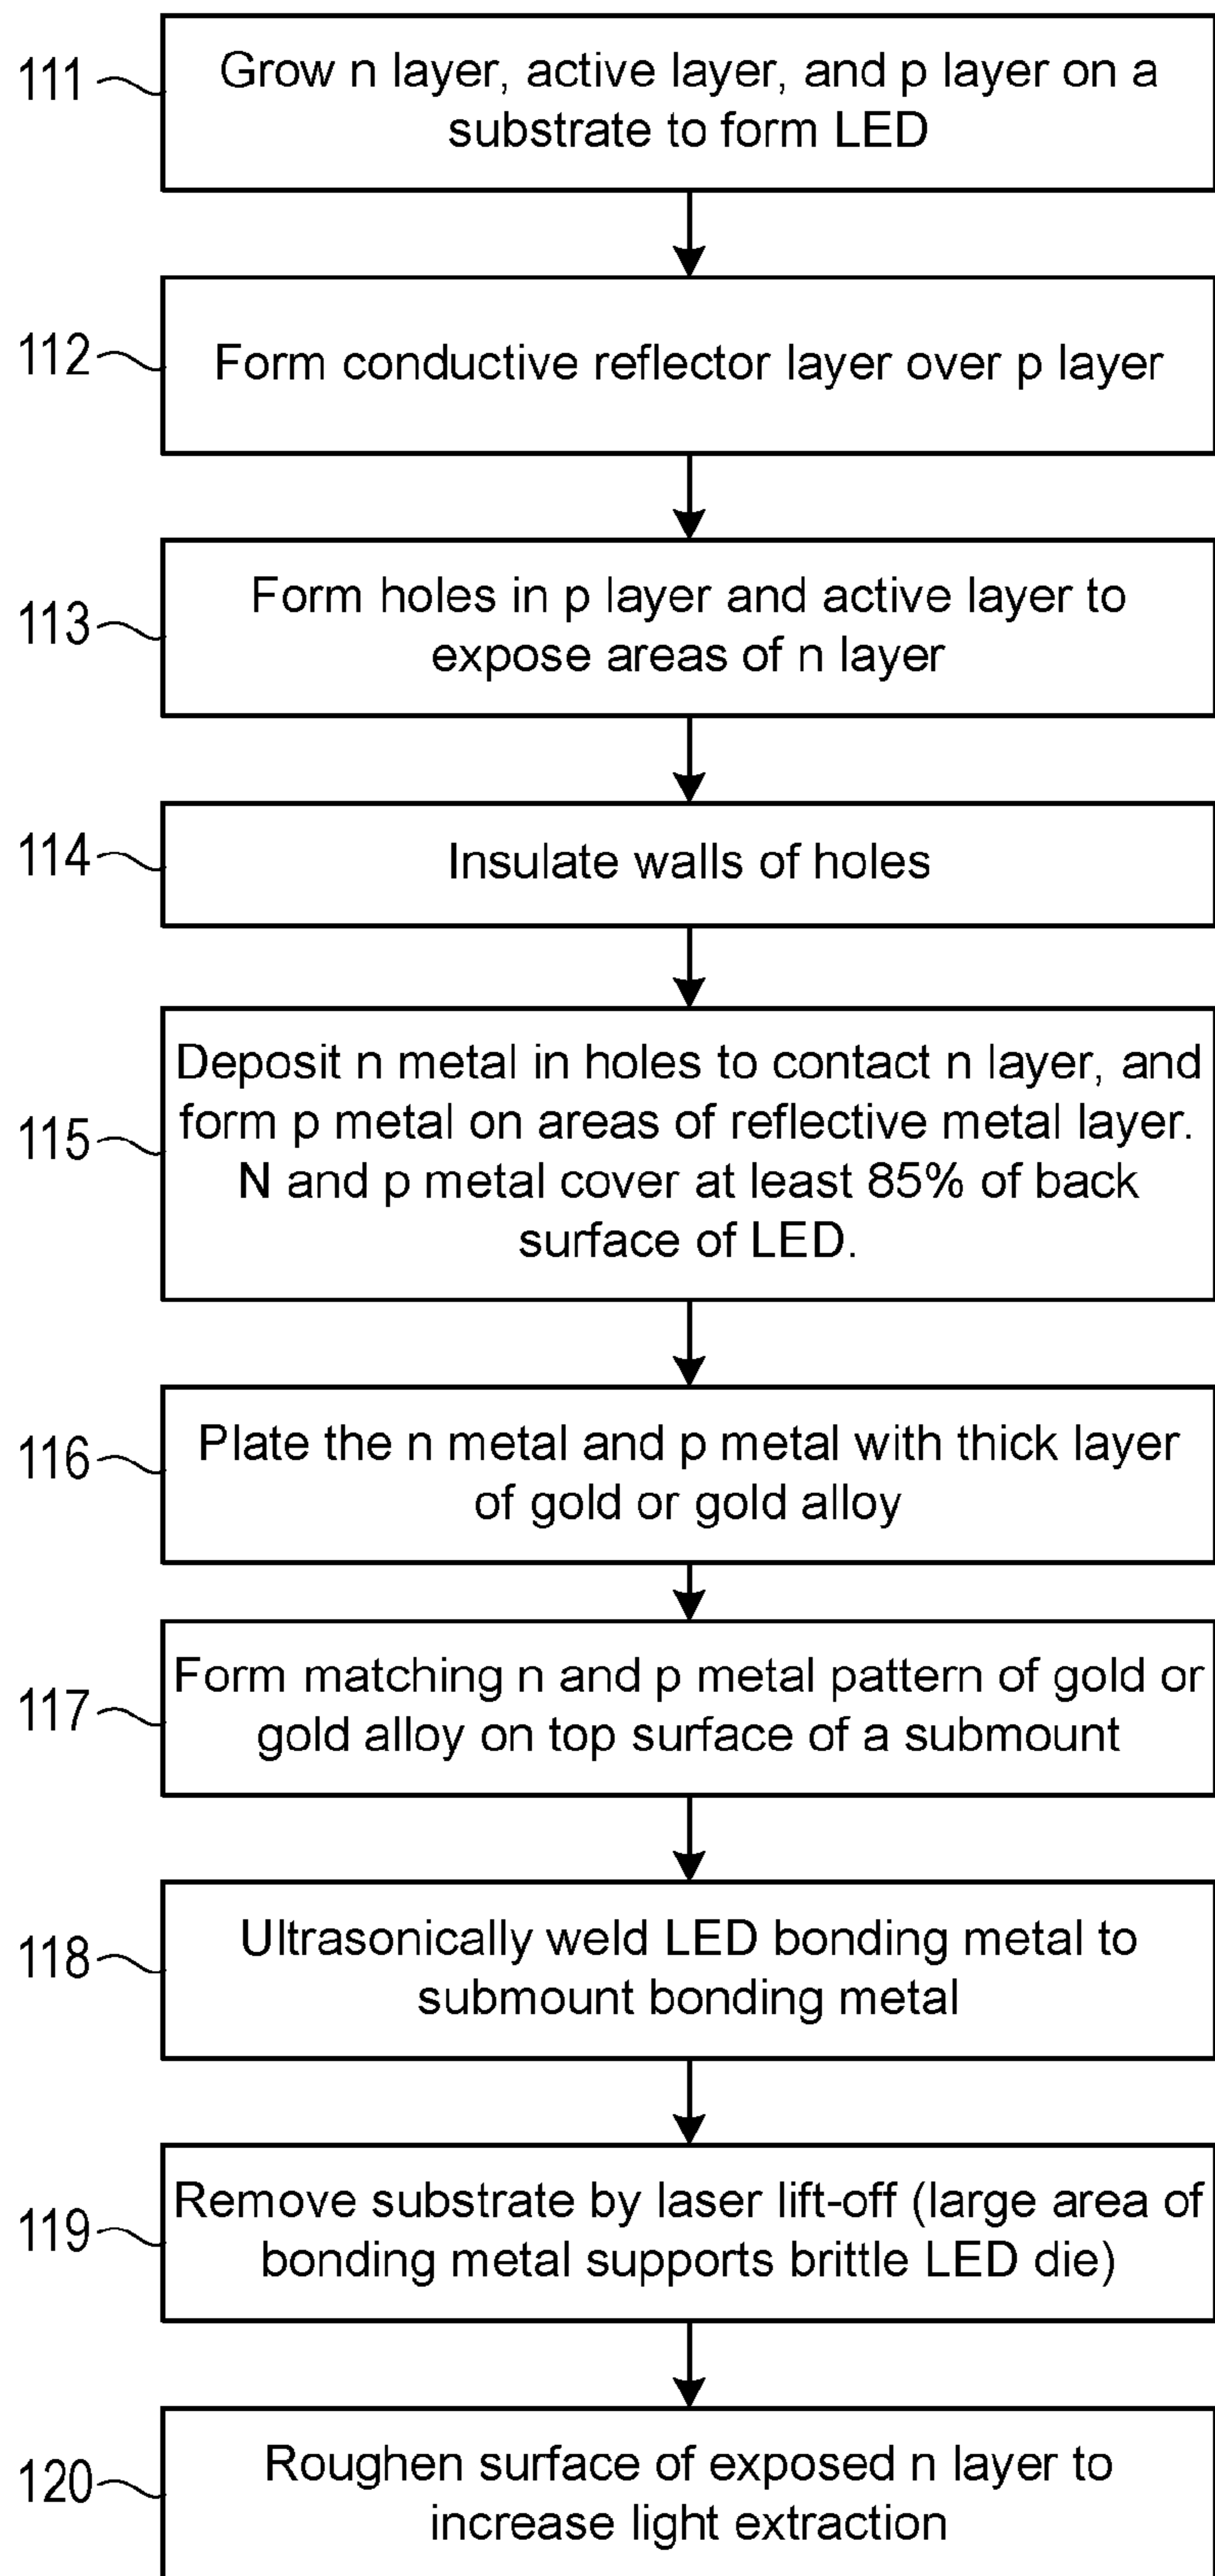 111
Grow n layer, active layer, and p layer on a
substrate to form LED
112
Form conductive reflector layer over p layer
113
Form holes in p layer and active layer to
expose areas of n layer
114
Insulate walls of holes
115
Deposit n metal in holes to contact n layer, and
form p metal on areas of reflective metal layer.
N and p metal cover at least 85% of back
surface of LED.
116
Plate the n metal and p metal with thick layer
of gold or gold alloy
117
Form matching n and p metal pattern of gold or
gold alloy on top surface of a submount
118
Ultrasonically weld LED bonding metal to
submount bonding metal
119
Remove substrate by laser lift-off (large area of
bonding metal supports brittle LED die)
120
Roughen surface of exposed n layer to
increase light extraction